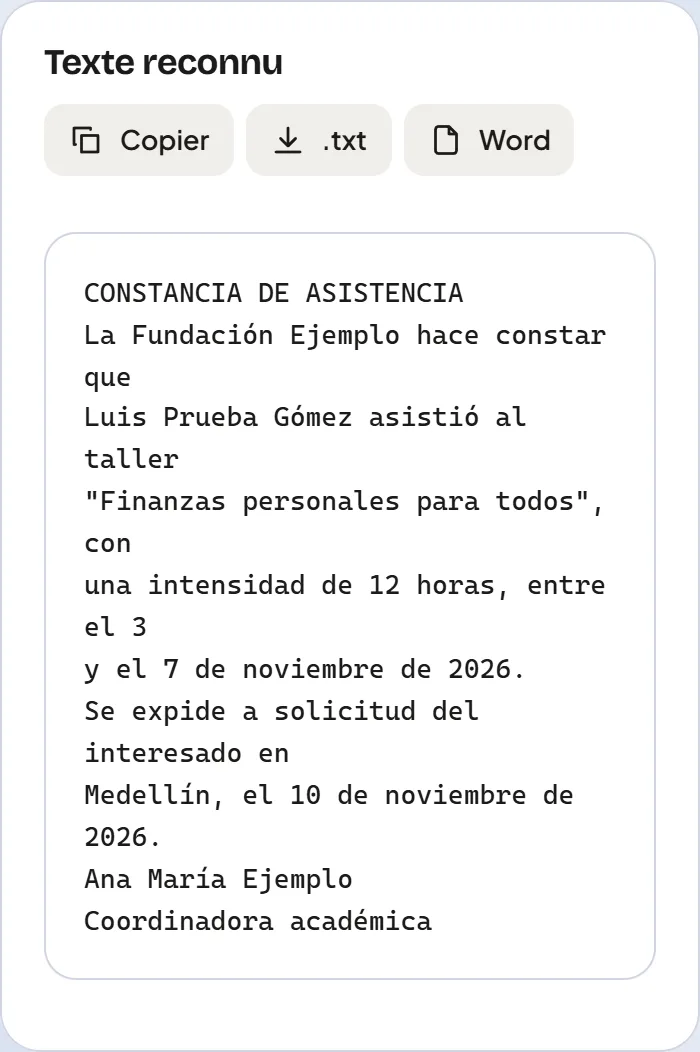 Texte reconnu
Copier
.txt
Word
CONSTANCIA DE ASISTENCIA
La Fundación Ejemplo hace constar
que
Luis Prueba Gómez asistió al
taller
"Finanzas personales para todos",
con
una intensidad de 12 horas, entre
el 3
y el 7 de noviembre de 2026.
Se expide a solicitud del
interesado en
Medellín, el 10 de noviembre de
2026.
Ana María Ejemplo
Coordinadora académica